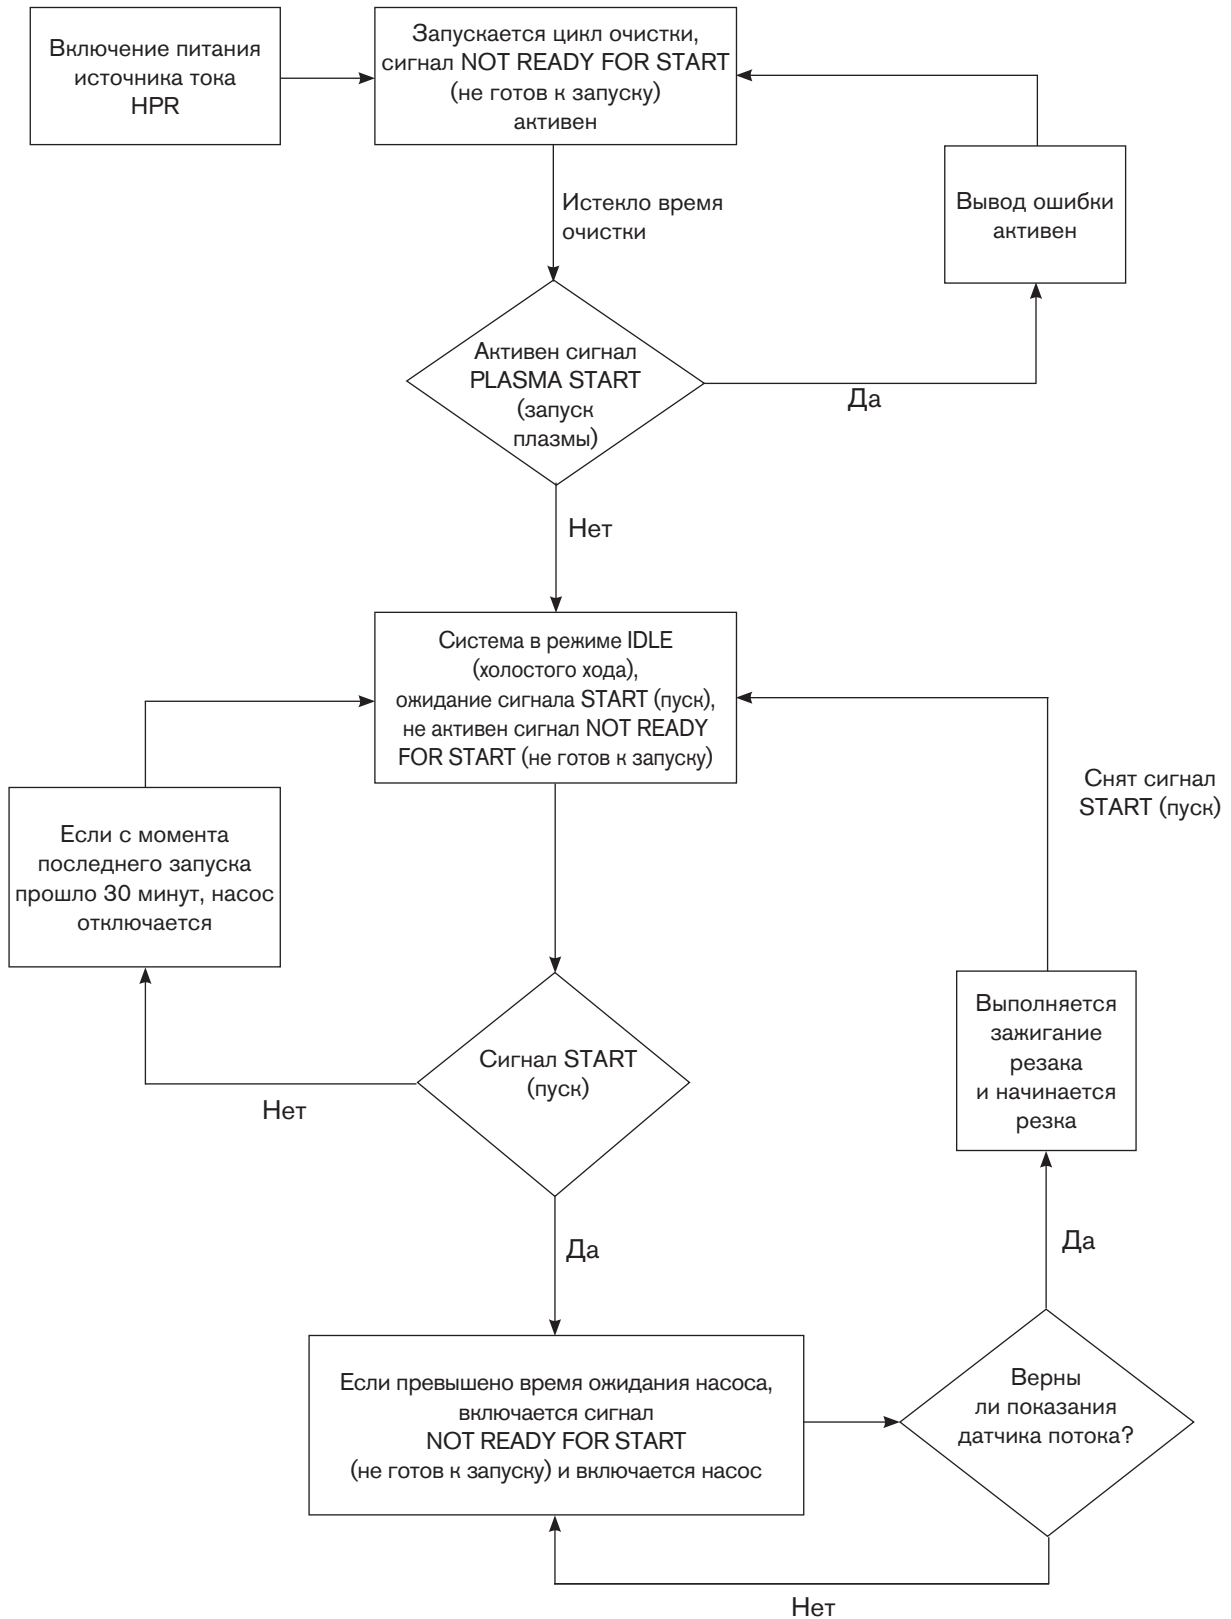 Включение питания
источника тока
HPR
Запускается цикл очистки,
сигнал NOT READY FOR START
(не готов к запуску)
активен
Вывод ошибки
активен
Истекло время
очистки
Активен сигнал
PLASMA START
(запуск
плазмы)
Да
Нет
Система в режиме IDLE
(холостого хода),
ожидание сигнала START (пуск),
не активен сигнал NOT READY
FOR START (не готов к запуску)
Снят сигнал
START (пуск)
Если с момента
последнего запуска
прошло 30 минут, насос
отключается
Выполняется
зажигание
резака
и начинается
резка
Сигнал START
(пуск)
Нет
Да
Да
Если превышено время ожидания насоса,
включается сигнал
NOT READY FOR START
(не готов к запуску) и включается насос
Верны
ли показания
датчика потока?
Нет